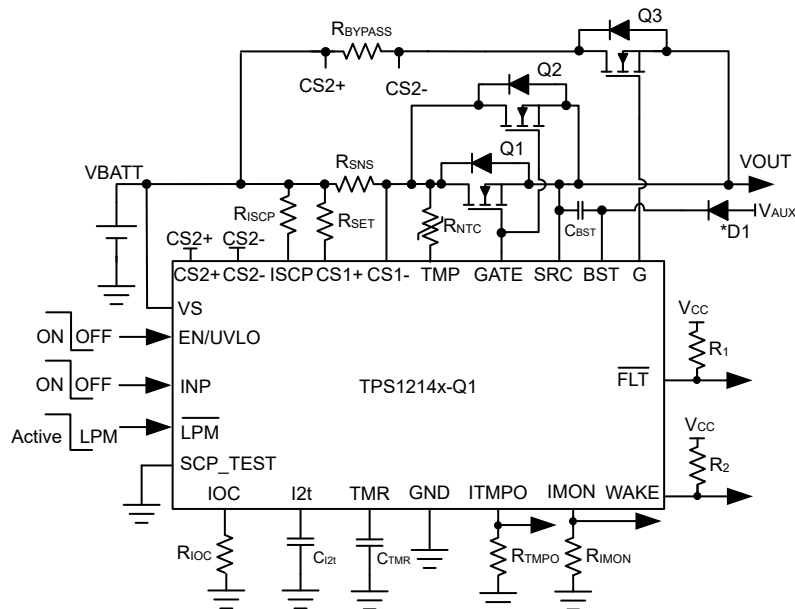 RBYPASS
Q3
CS2+
CS2-
Q2
Q1
VBATT
RSNS
VOUT
RISCP
RSET
RNTC
CBST
*D1
VAUX
CS2+
CS2-
CS2+ CS2- ISCP CS1+ CS1- TMP GATE SRC BST G
VS
ON OFF
EN/UVLO
ON OFF
INP
TPS1214x-Q1
FLT
VCC
R1
Active LPM
LPM
SCP_TEST
VCC
R2
IOC I2t TMR GND ITMPO IMON WAKE
RIOC
CI2t
CTMR
RTMPO
RIMON